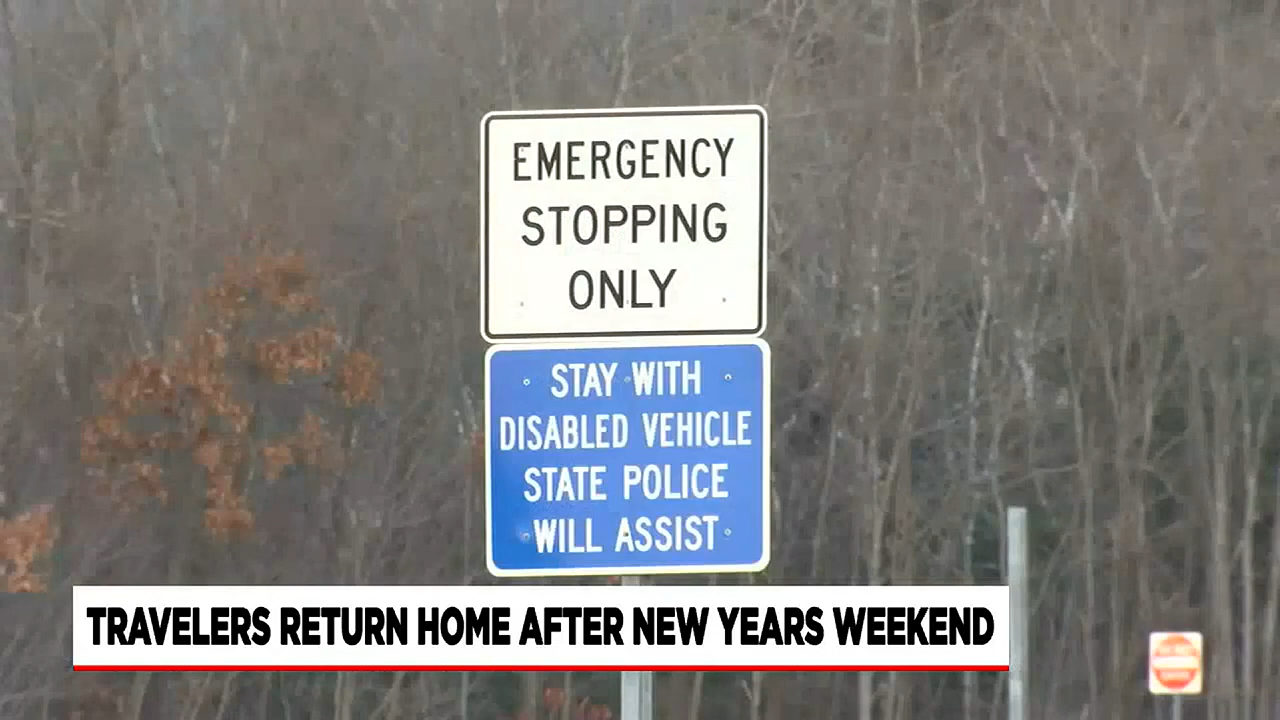 EMERGENCY
STOPPING
ONLY
STAY WITH
DISABLED VEHICLE
STATE POLICE
WILL ASSIST
TRAVELERS RETURN HOME AFTER NEW YEARS WEEKEND